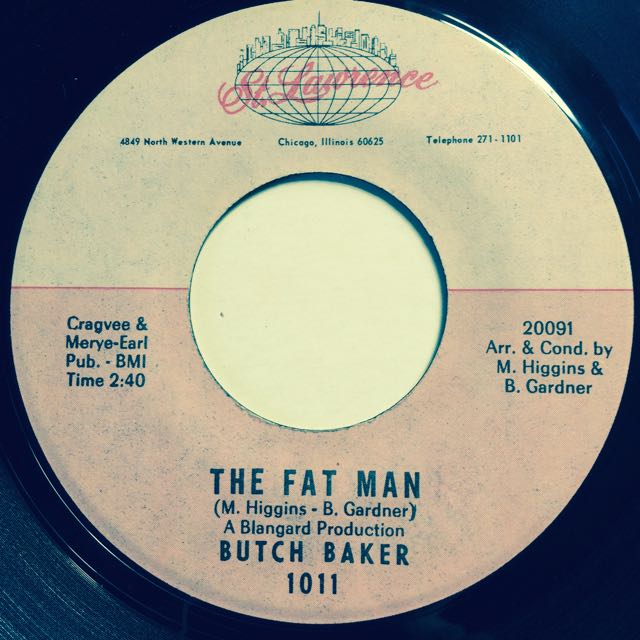 St. Lawrence
4849 North Western Avenue Chicago, Illinois 60625 Telephone 271-1101
Cragvee &
Merye-Earl
Pub. - BMI
Time 2:40
20091
Arr. & Cond. by
M. Higgins &
B. Gardner
THE FAT MAN
(M. Higgins - B. Gardner)
A Blangard Production
BUTCH BAKER
1011